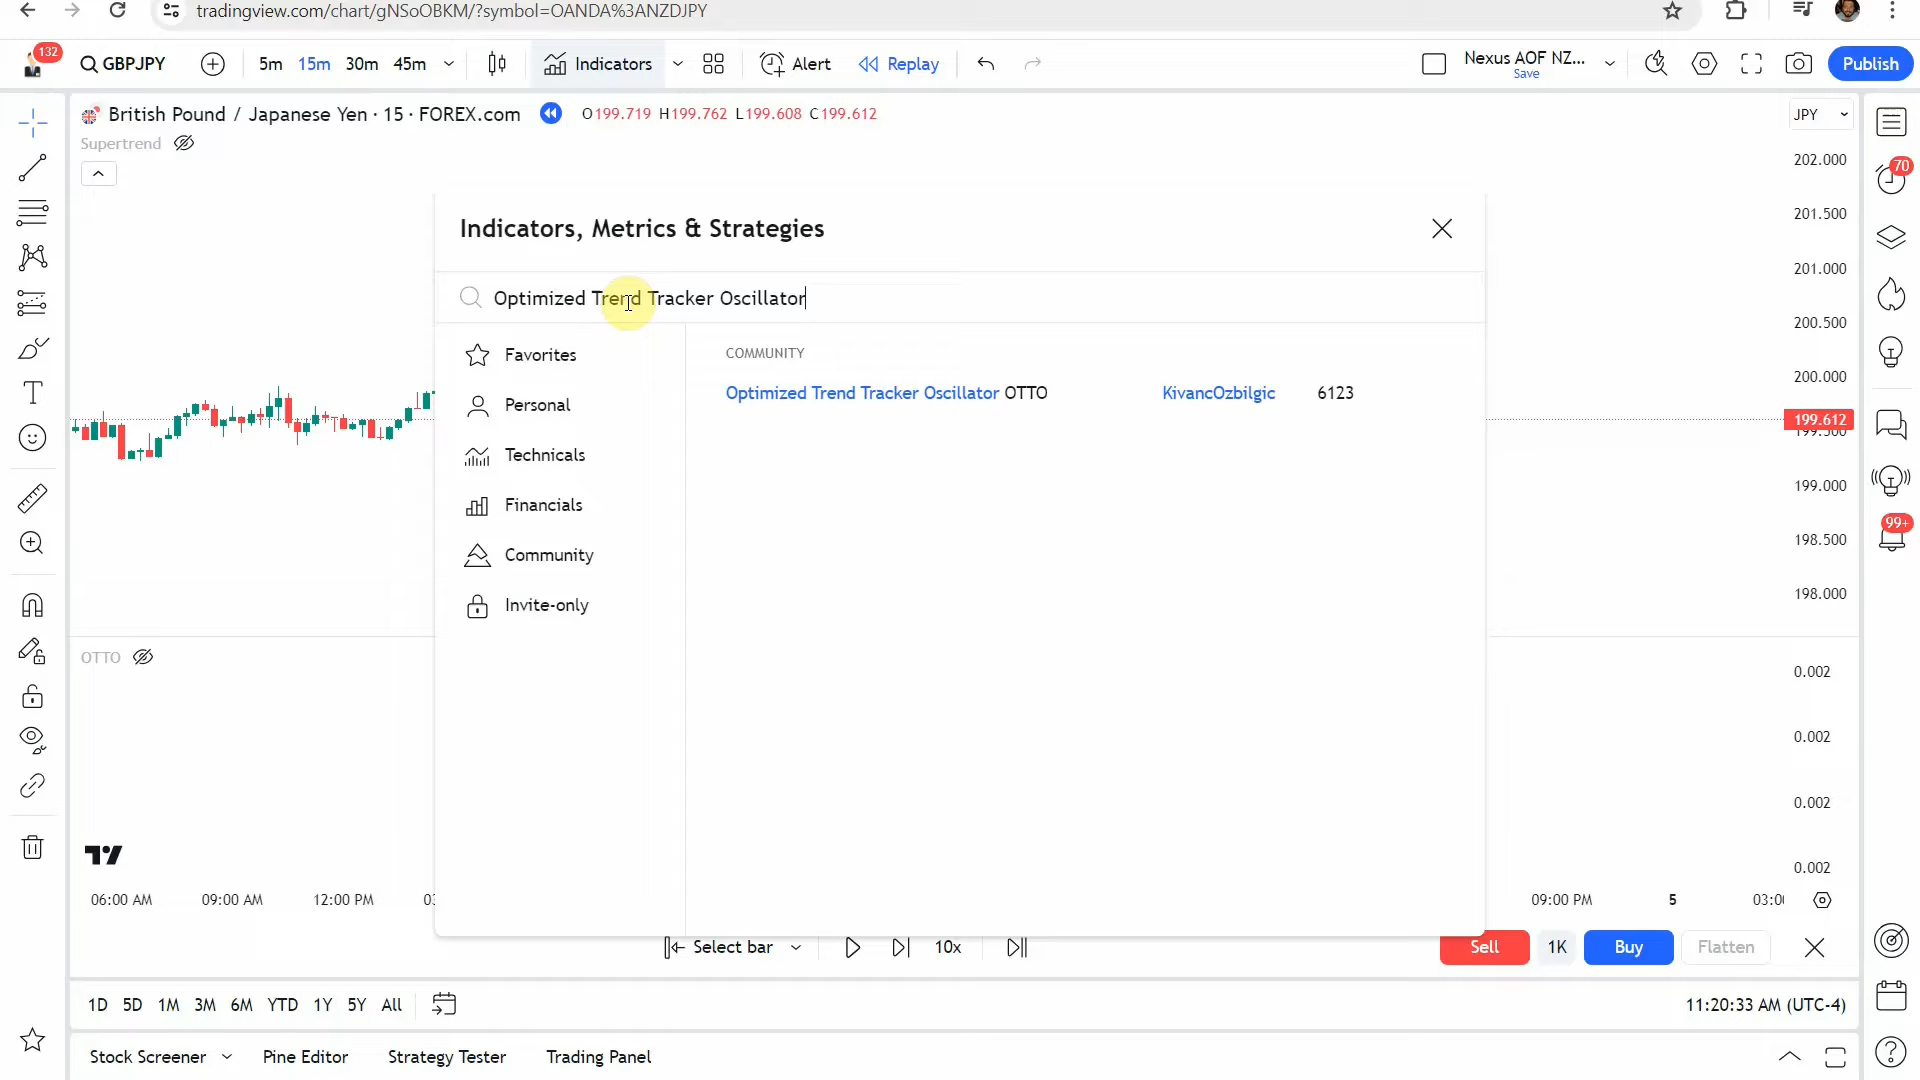 tradingview.com/chart/gNSoOBKM/?symbol=OANDA%3ANZDJPY
132
GBPJPY
5m 15m 30m 45m
Indicators
Alert
Replay
Nexus AOF NZ...
Save
Publish
British Pound / Japanese Yen · 15 · FOREX.com
O199.719 H199.762 L199.608 C199.612
JPY
Supertrend
202.000
201.500
201.000
200.500
200.000
199.612
199.000
198.500
198.000
70
99+
Indicators, Metrics & Strategies
Optimized Trend Tracker Oscillator
Favorites
Personal
Technicals
Financials
Community
Invite-only
COMMUNITY
Optimized Trend Tracker Oscillator OTTO KivancOzbilgic 6123
OTTO
0.002
0.002
0.002
0.002
06:00 AM 09:00 AM 12:00 PM 09:00 PM 5
Select bar
10x
Sell 1K Buy Flatten
1D 5D 1M 3M 6M YTD 1Y 5Y All
11:20:33 AM (UTC-4)
Stock Screener Pine Editor Strategy Tester Trading Panel